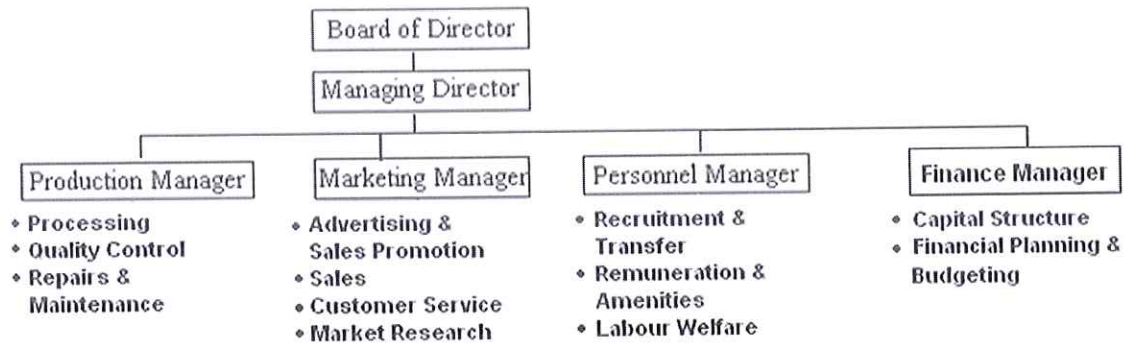 Board of Director
Managing Director
Production Manager
• Processing
• Quality Control
• Repairs &
Maintenance
Marketing Manager
• Advertising &
Sales Promotion
• Sales
• Customer Service
• Market Research
Personnel Manager
• Recruitment &
Transfer
• Remuneration &
Amenities
• Labour Welfare
Finance Manager
• Capital Structure
• Financial Planning &
Budgeting